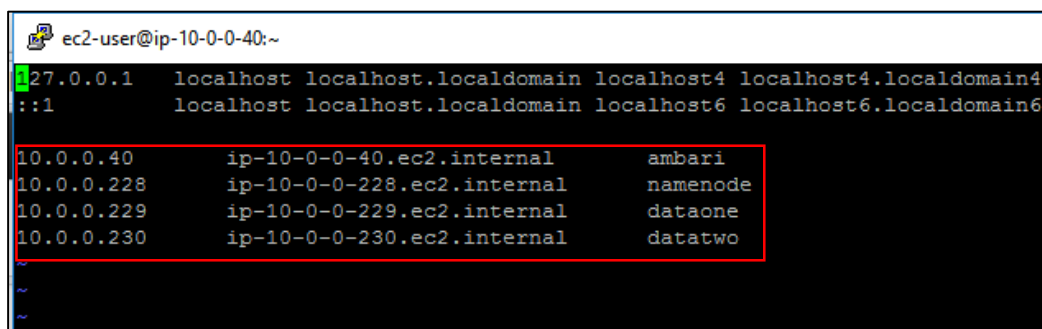 ec2-user@ip-10-0-0-40:~
127.0.0.1 localhost localhost.localdomain localhost4 localhost4.localdomain4
::1 localhost localhost.localdomain localhost6 localhost6.localdomain6
10.0.0.40 ip-10-0-0-40.ec2.internal ambari
10.0.0.228 ip-10-0-0-228.ec2.internal namenode
10.0.0.229 ip-10-0-0-229.ec2.internal dataone
10.0.0.230 ip-10-0-0-230.ec2.internal datatwo
~
~
~